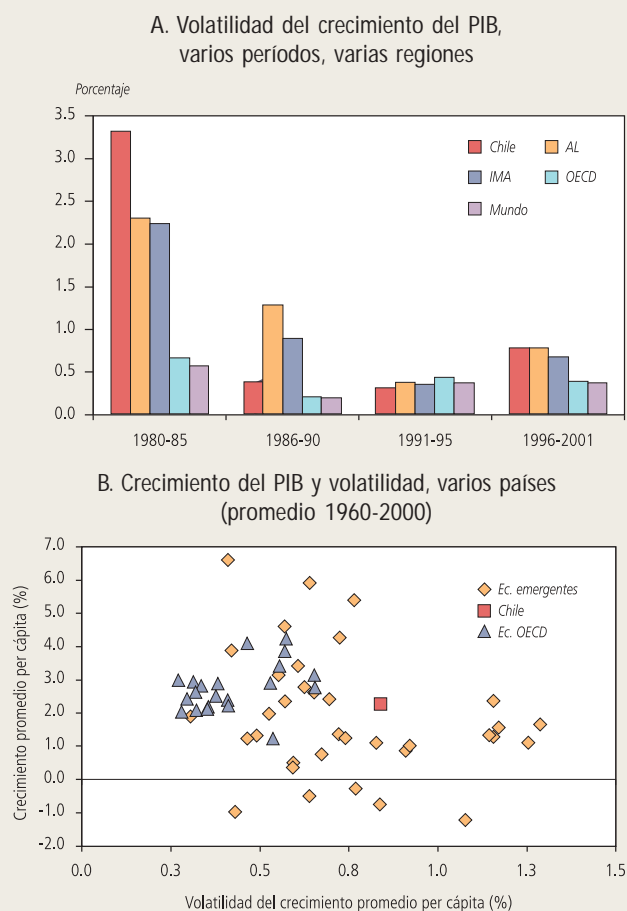 A. Volatilidad del crecimiento del PIB,
varios períodos, varias regiones
Porcentaje
3.5
3.0
2.5
2.0
1.5
1.0
0.5
0.0
Chile
AL
IMA
OECD
Mundo
1980-85
1986-90
1991-95
1996-2001
B. Crecimiento del PIB y volatilidad, varios países
(promedio 1960-2000)
Crecimiento promedio per cápita (%)
7.0
6.0
5.0
4.0
3.0
2.0
1.0
0.0
-1.0
-2.0
Ec. emergentes
Chile
Ec. OECD
0.0
0.3
0.5
0.8
1.0
1.3
1.5
Volatilidad del crecimiento promedio per cápita (%)